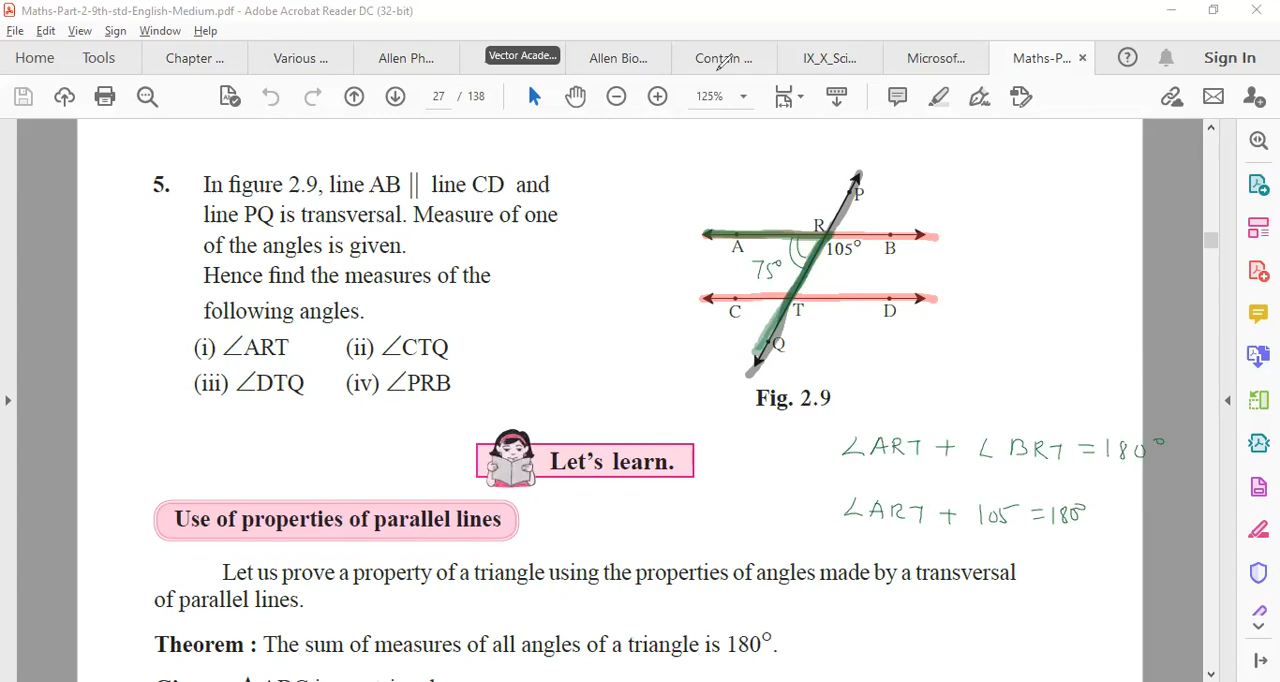 Maths-Part-2-9th-std-English-Medium.pdf - Adobe Acrobat Reader DC (32-bit)
File Edit View Sign Window Help
Home Tools Chapter ... Various ... Allen Ph... Vector Acade... Allen Bio... Contain ... IX_X_Sci... Microsof... Maths-P... × Sign In
27 / 138 125%
5. In figure 2.9, line AB || line CD and
line PQ is transversal. Measure of one
of the angles is given.
Hence find the measures of the
following angles.
(i) ∠ART (ii) ∠CTQ
(iii) ∠DTQ (iv) ∠PRB
P
R
A 105° B
75°
C T D
Q
Fig. 2.9
∠ART + ∠BRT = 180°
∠ART + 105 = 180°
Let's learn.
Use of properties of parallel lines
Let us prove a property of a triangle using the properties of angles made by a transversal
of parallel lines.
Theorem : The sum of measures of all angles of a triangle is 180°.